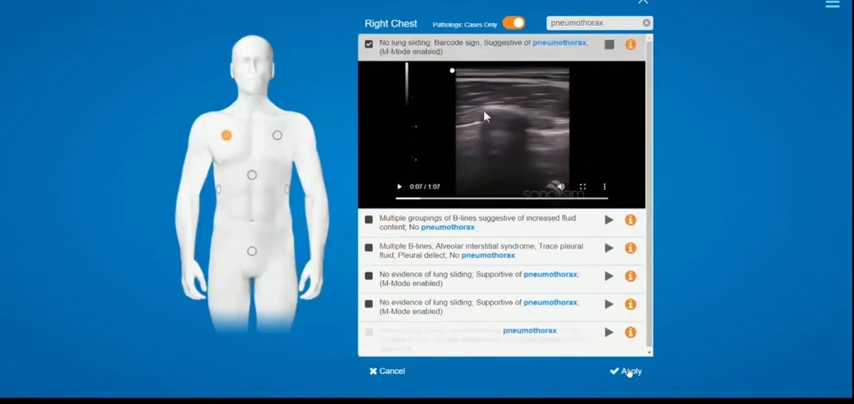 Right Chest
Pathologic Cases Only
pneumothorax
No lung sliding; Barcode sign, Suggestive of pneumothorax,
(M-Mode enabled)
0:07 / 1:07
Multiple groupings of B-lines suggestive of increased fluid
content; No pneumothorax
Multiple B-lines; Alveolar interstitial syndrome; Trace pleural
fluid; Pleural defect, No pneumothorax
No evidence of lung sliding; Supportive of pneumothorax;
(M-Mode enabled)
No evidence of lung sliding; Supportive of pneumothorax;
(M-Mode enabled)
pneumothorax
Cancel
Apply